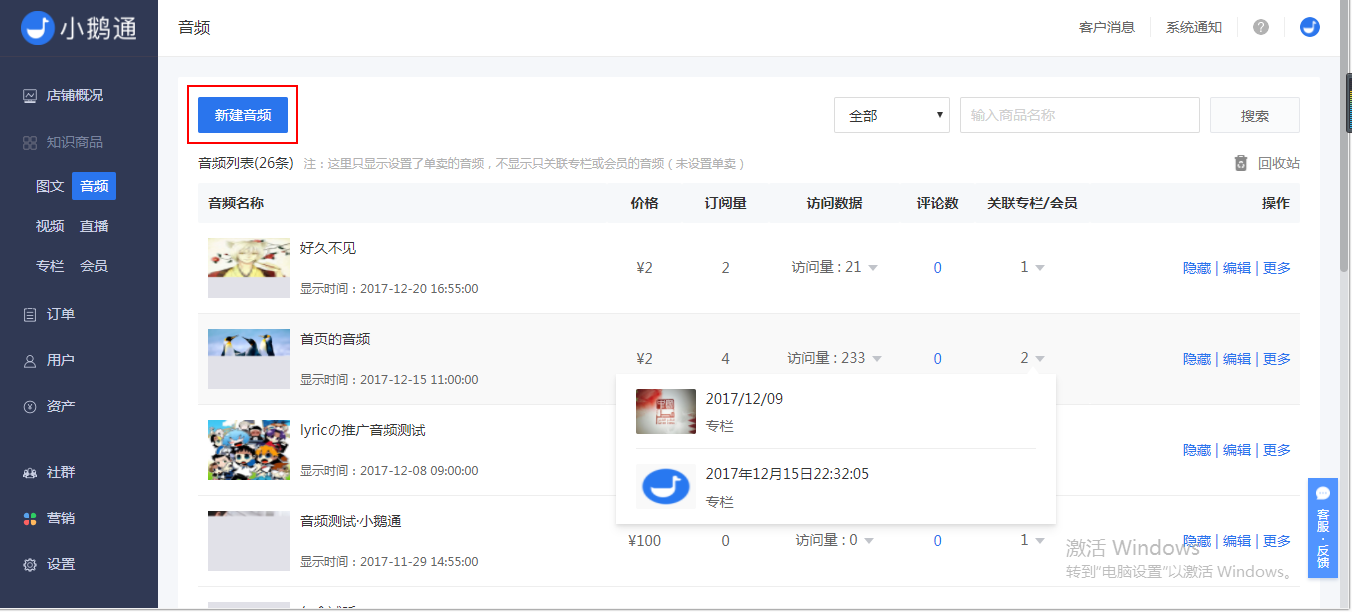 小鹅通
音频
客户消息
系统通知
?
店铺概况
知识商品
图文 音频
视频 直播
专栏 会员
订单
用户
资产
社群
营销
设置
新建音频
全部
输入商品名称
搜索
音频列表(26条) 注：这里只显示设置了单卖的音频，不显示只关联专栏或会员的音频（未设置单卖）
回收站
音频名称 价格 订阅量 访问数据 评论数 关联专栏/会员 操作
好久不见
显示时间：2017-12-20 16:55:00
¥2 2 访问量 : 21 0 1 隐藏 | 编辑 | 更多
首页的音频
显示时间：2017-12-15 11:00:00
¥2 4 访问量 : 233 0 2 隐藏 | 编辑 | 更多
2017/12/09
专栏
2017年12月15日22:32:05
专栏
lyricの推广音频测试
显示时间：2017-12-08 09:00:00
隐藏 | 编辑 | 更多
音频测试·小鹅通
显示时间：2017-11-29 14:55:00
¥100 0 访问量 : 0 0 1 隐藏 | 编辑 | 更多
客服·反馈
激活 Windows
转到"电脑设置"以激活 Windows。